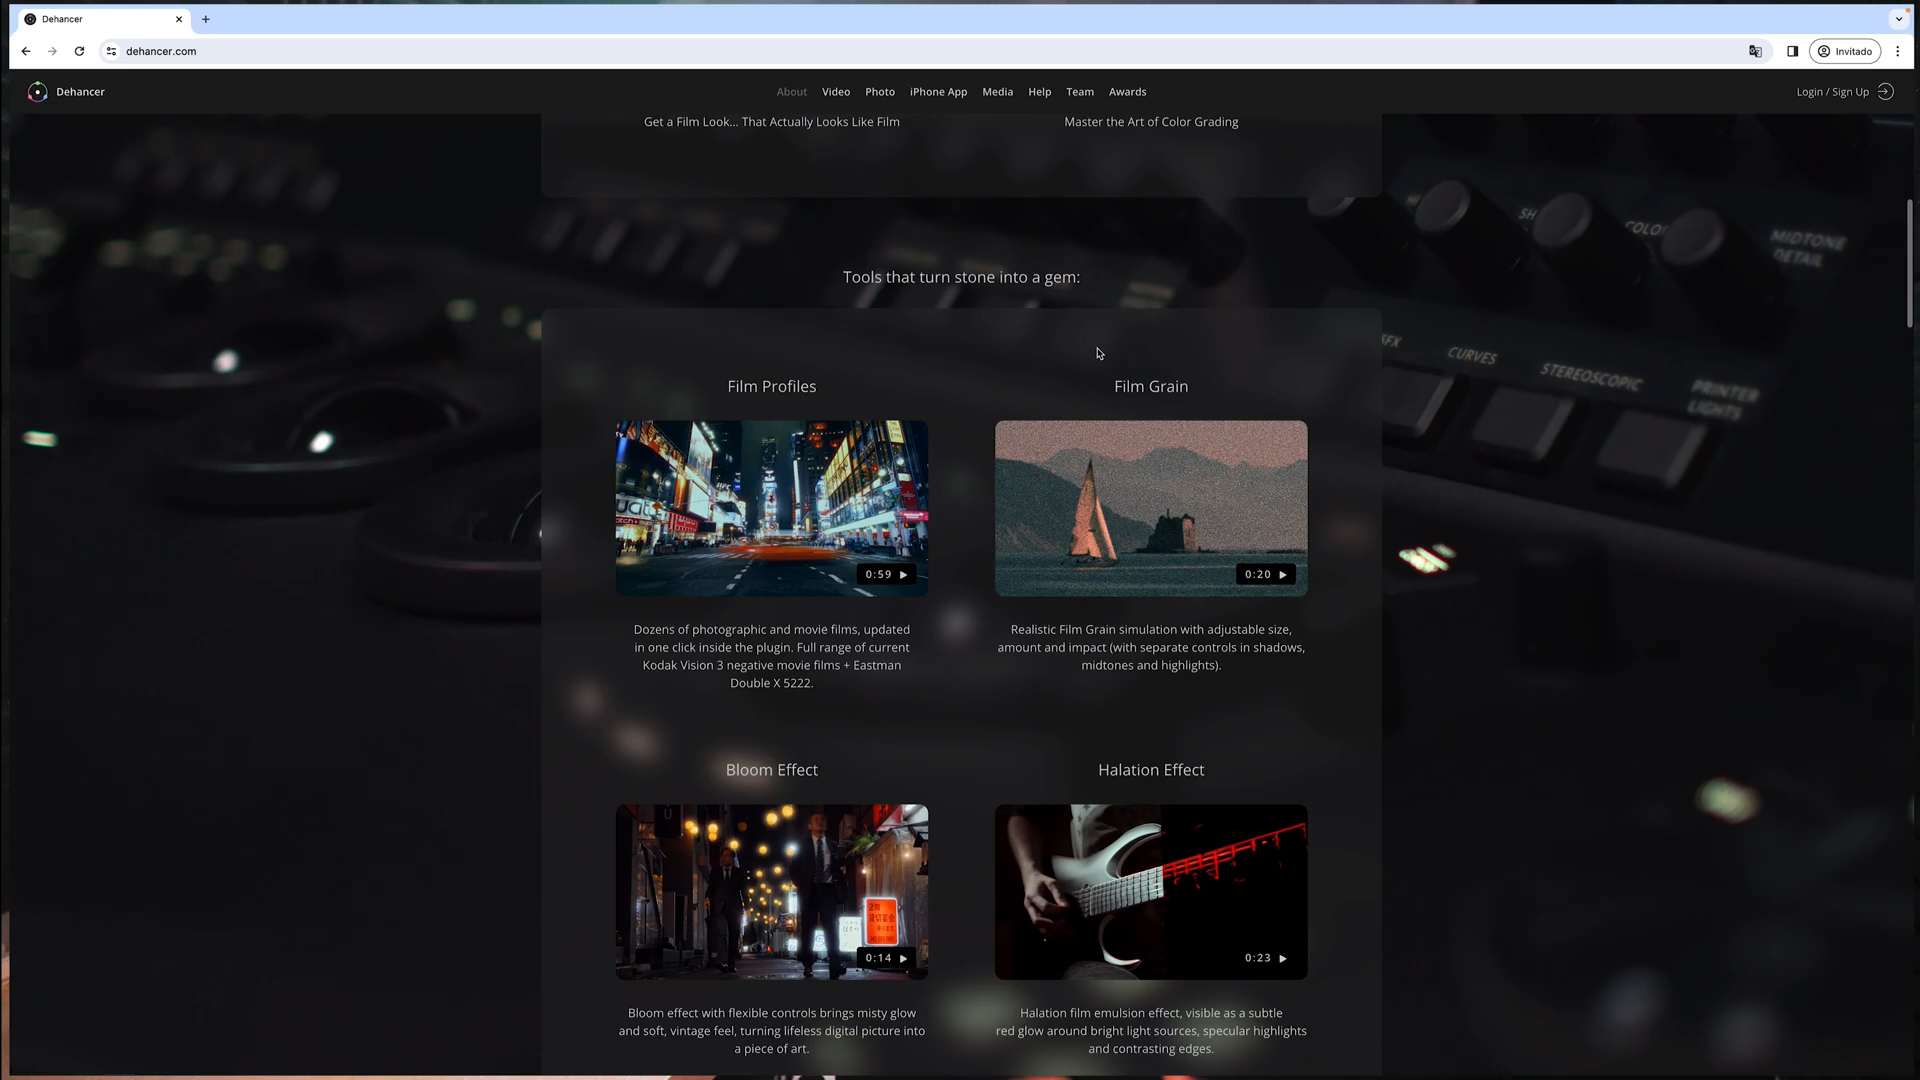 Dehancer
dehancer.com
Invitado
Dehancer
About Video Photo iPhone App Media Help Team Awards
Login / Sign Up
Get a Film Look... That Actually Looks Like Film
Master the Art of Color Grading
MIDTONE
DETAIL
Tools that turn stone into a gem:
CURVES
STEREOSCOPIC
PRINTER
LIGHTS
Film Profiles
0:59
Dozens of photographic and movie films, updated
in one click inside the plugin. Full range of current
Kodak Vision 3 negative movie films + Eastman
Double X 5222.
Film Grain
0:20
Realistic Film Grain simulation with adjustable size,
amount and impact (with separate controls in shadows,
midtones and highlights).
Bloom Effect
0:14
Bloom effect with flexible controls brings misty glow
and soft, vintage feel, turning lifeless digital picture into
a piece of art.
Halation Effect
0:23
Halation film emulsion effect, visible as a subtle
red glow around bright light sources, specular highlights
and contrasting edges.